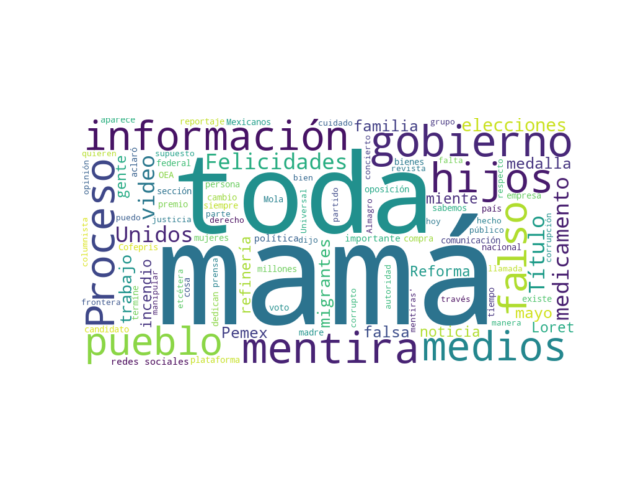 aparece
reportaje
Mexicanos
cuidado
familia
grupo
elecciones
información
gobierno
quieren
supuesto
federal
Felicidades
toda
concierto
bienes
revista
falta
medalla
opinión
gente
video
OEA
persona
bien
hijos
respecto
Proceso
sección
cambio
siempre
Mola
partido
oposición
miente
empresa
premio
parte
Universal
Almagro
sabemos
país
falso
Título
medicamento
columnista
puedo
justicia
Unidos
mujeres
política
dijo
importante
compra
hoy
comunicación
nacional
público
corrupción
Cofepris
trabajo
incendio
manipular
cosa
etcétera
dedican
prensa
refinería
millones
mamá
migrantes
corrupto
autoridad
Reforma
través
mentiras'
tiempo
llamada
existe
manera
frontera
candidato
termine
voto
madre
Pemex
falsa
noticia
mayo
Loret
pueblo
mentira
medios
redes sociales
plataforma
aclaró
derecho